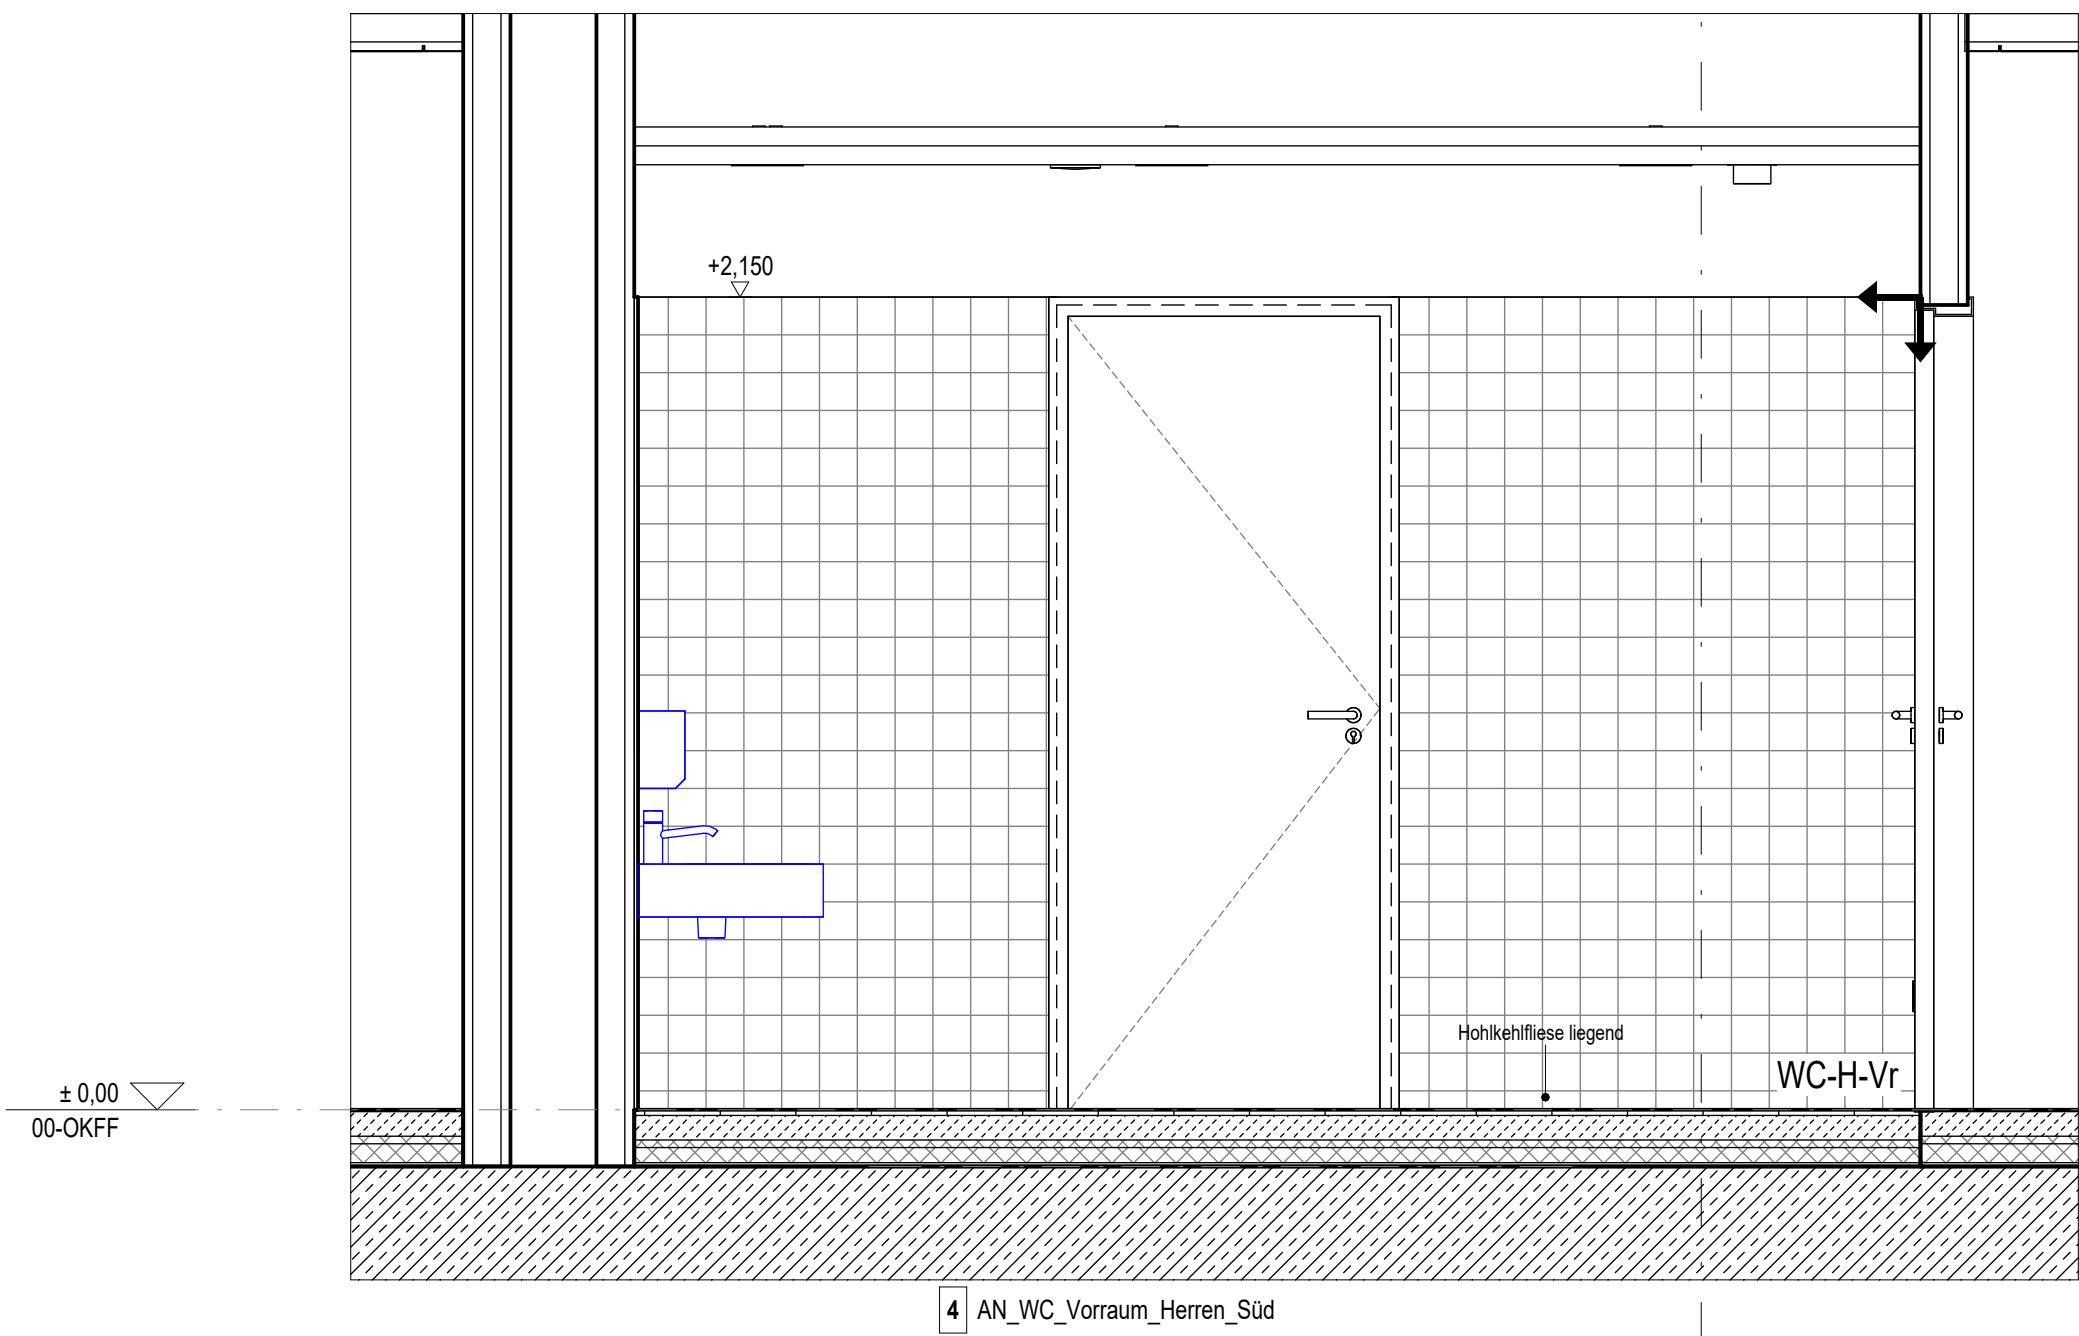 +2,150
Hohlkehlfliese liegend
WC-H-Vr
± 0,00
00-OKFF
4 AN_WC_Vorraum_Herren_Süd